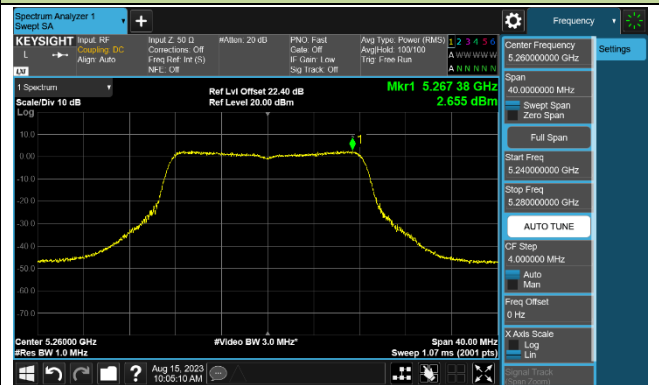 Spectrum Analyzer 1
Swept SA
Frequency
KEYSIGHT
Input: RF
Coupling: DC
Align: Auto
Input Z: 50 Ω
Corrections: Off
Freq Ref: Int (S)
NFE: Off
#Atten: 20 dB
PNO: Fast
Gate: Off
IF Gain: Low
Sig Track: Off
Avg Type: Power (RMS)
Avg|Hold: 100/100
Trig: Free Run
1 2 3 4 5 6
A W W W W W
A N N N N N
L
LXI
1 Spectrum
Scale/Div 10 dB
Log
Ref Lvl Offset 22.40 dB
Ref Level 20.00 dBm
Mkr1 5.267 38 GHz
2.655 dBm
10.0
0.00
-10.0
-20.0
-30.0
-40.0
-50.0
-60.0
-70.0
1
Center 5.26000 GHz
#Res BW 1.0 MHz
#Video BW 3.0 MHz*
Span 40.00 MHz
Sweep 1.07 ms (2001 pts)
Aug 15, 2023
10:05:10 AM
Center Frequency
5.260000000 GHz
Span
40.0000000 MHz
Swept Span
Zero Span
Full Span
Start Freq
5.240000000 GHz
Stop Freq
5.280000000 GHz
AUTO TUNE
CF Step
4.000000 MHz
Auto
Man
Freq Offset
0 Hz
X Axis Scale
Log
Lin
Signal Track
(Span Zoom)
Settings